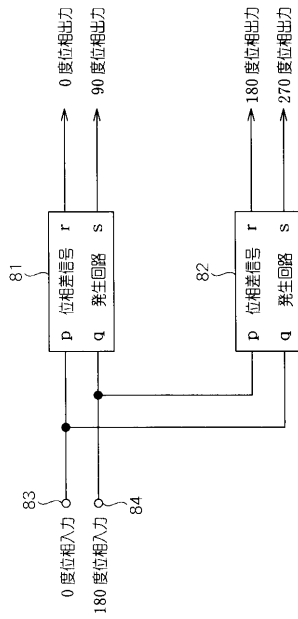 83
0度位相入力
180度位相入力
84
81
p 位相差信号 r
q 発生回路 s
0度位相出力
90度位相出力
82
p 位相差信号 r
q 発生回路 s
180度位相出力
270度位相出力